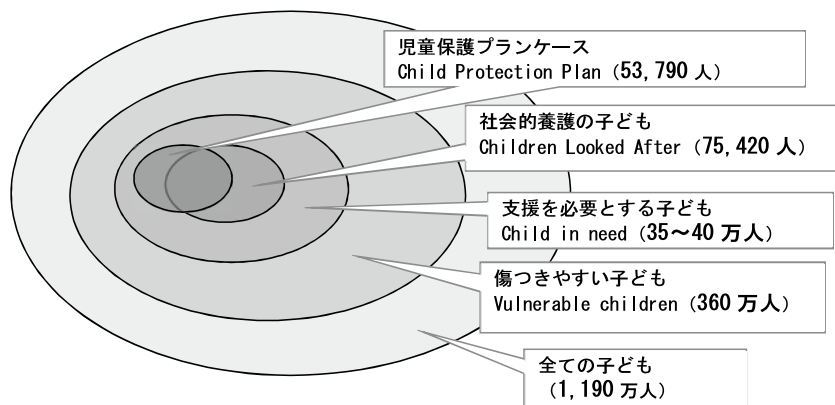 児童保護プランケース
Child Protection Plan（53,790 人）
社会的養護の子ども
Children Looked After（75,420 人）
支援を必要とする子ども
Child in need（35～40 万人）
傷つきやすい子ども
Vulnerable children（360 万人）
全ての子ども
（1,190 万人）